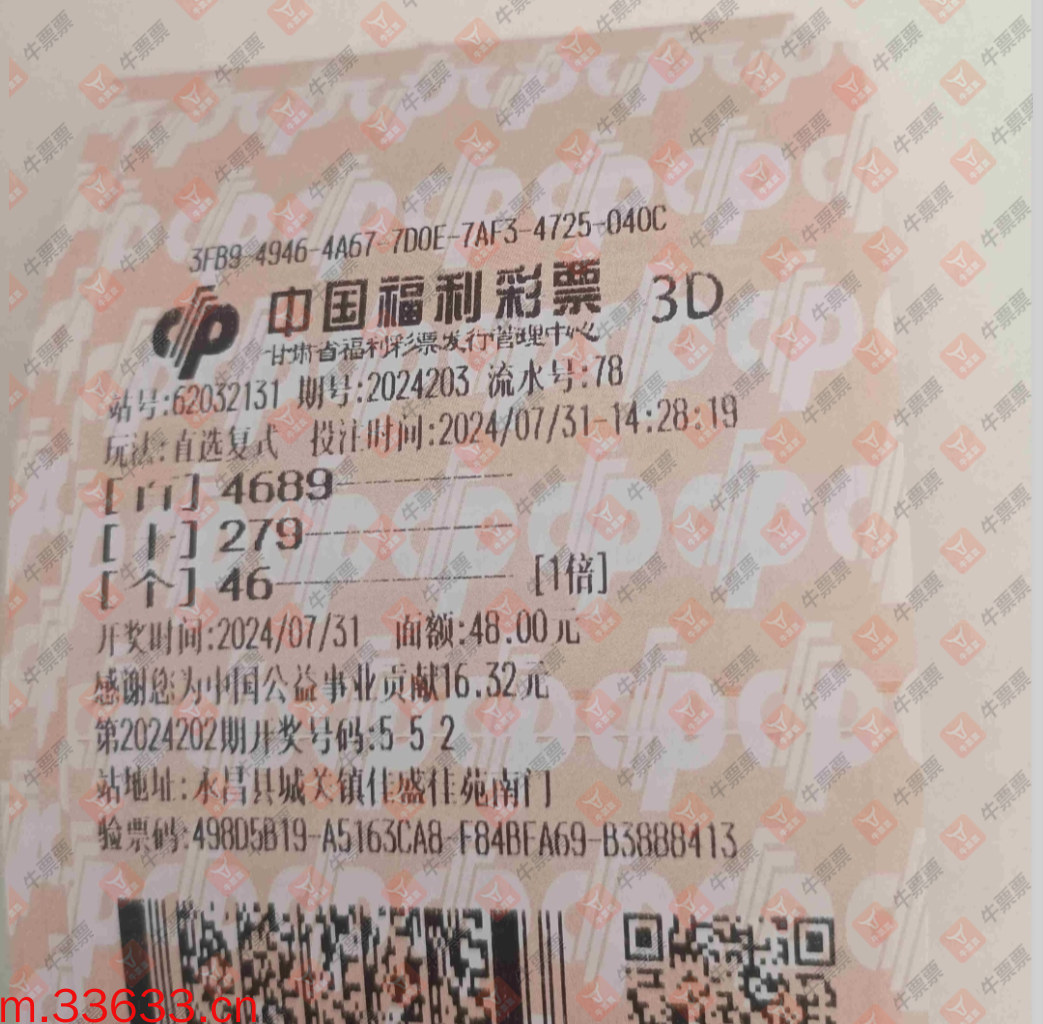 3FB9-4946-4A67-7D0E-7AF3-4725-040C
中国福利彩票 3D
甘肃省福利彩票发行管理中心
站号:62032131 期号:2024203 流水号:78
玩法:直选复式 投注时间:2024/07/31-14:28:19
[百] 4689-----------
[十] 279-------------
[个] 46-------------- [1倍]
开奖时间:2024/07/31 面额:48.00元
感谢您为中国公益事业贡献16.32元
第2024202期开奖号码:5 5 2
站地址:永昌县城关镇佳盛佳苑南门
验票码:498D5B19-A5163CA8-F84BFA69-B3888413
m.33633.cn
牛票票